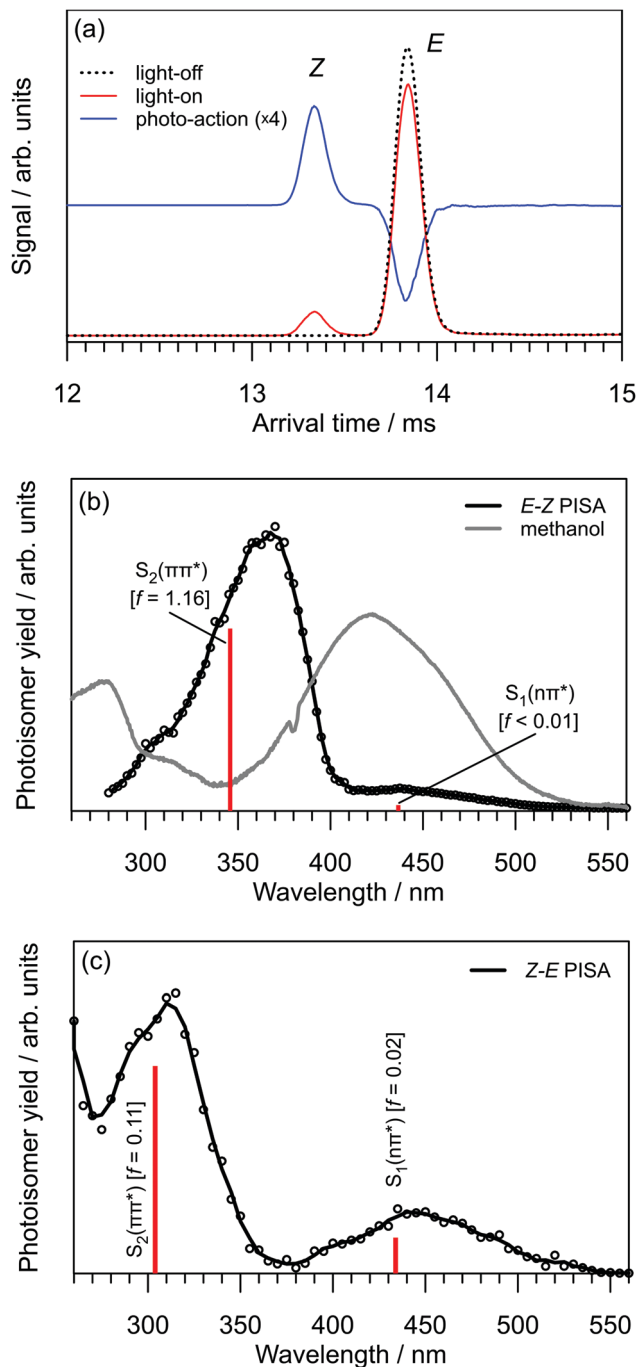 (a)
Z
E
light-off
light-on
photo-action (×4)
Signal / arb. units
12
13
14
15
Arrival time / ms
(b)
E-Z PISA
methanol
S₂(ππ*)
[f = 1.16]
S₁(nπ*)
[f < 0.01]
Photoisomer yield / arb. units
300
350
400
450
500
550
Wavelength / nm
(c)
Z-E PISA
S₂(ππ*) [f = 0.11]
S₁(nπ*) [f = 0.02]
Photoisomer yield / arb. units
300
350
400
450
500
550
Wavelength / nm